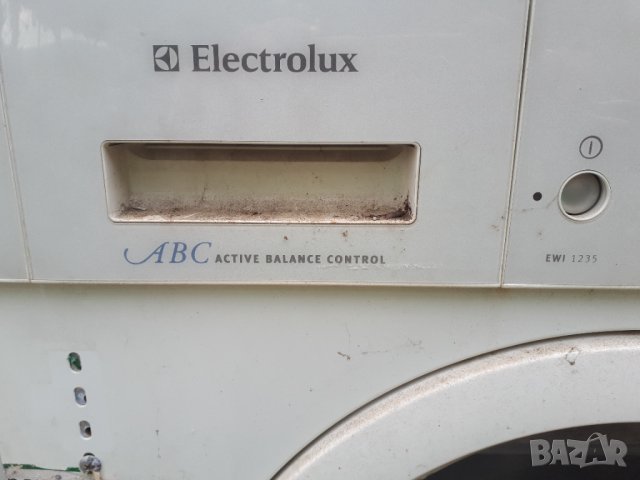 Electrolux
ABC ACTIVE BALANCE CONTROL
EWI 1235
BAZAR